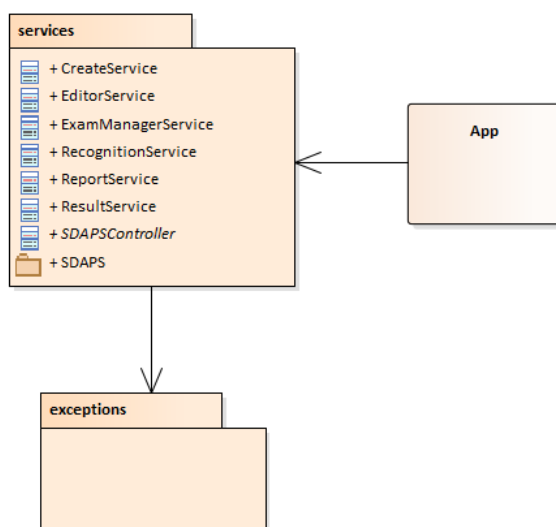 services
+ CreateService
+ EditorService
+ ExamManagerService
+ RecognitionService
+ ReportService
+ ResultService
+ SDAPSController
+ SDAPS
App
exceptions